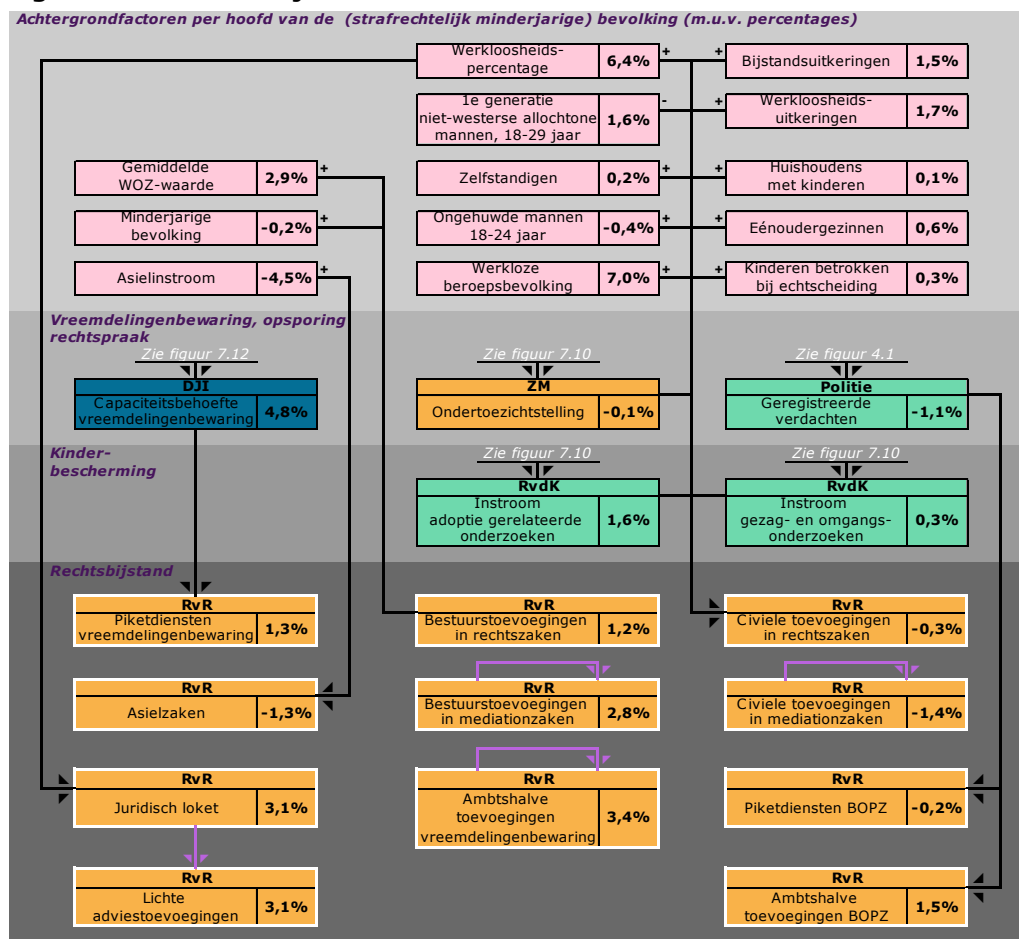 Achtergrondfactoren per hoofd van de (strafrechtelijk minderjarige) bevolking (m.u.v. percentages)
Werkloosheids-
percentage
6,4%
+
+
Bijstandsuitkeringen
1,5%
1e generatie
niet-westerse allochtone
mannen, 18-29 jaar
1,6%
-
+
Werkloosheids-
uitkeringen
1,7%
Gemiddelde
WOZ-waarde
2,9%
+
Zelfstandigen
0,2%
+
+
Huishoudens
met kinderen
0,1%
Minderjarige
bevolking
-0,2%
+
Ongehuwde mannen
18-24 jaar
-0,4%
+
+
Eénoudergezinnen
0,6%
Asielinstroom
-4,5%
+
Werkloze
beroepsbevolking
7,0%
+
+
Kinderen betrokken
bij echtscheiding
0,3%
Vreemdelingenbewaring, opsporing
rechtspraak
Zie figuur 7.12
Zie figuur 7.10
Zie figuur 4.1
DJI
Capaciteitsbehoefte
vreemdelingenbewaring
4,8%
ZM
Ondertoezichtstelling
-0,1%
Politie
Geregistreerde
verdachten
-1,1%
Kinder-
bescherming
Zie figuur 7.10
Zie figuur 7.10
RvdK
Instroom
adoptie gerelateerde
onderzoeken
1,6%
RvdK
Instroom
gezag- en omgangs-
onderzoeken
0,3%
Rechtsbijstand
RvR
Piketdiensten
vreemdelingenbewaring
1,3%
RvR
Bestuurstoevoegingen
in rechtszaken
1,2%
RvR
Civiele toevoegingen
in rechtszaken
-0,3%
RvR
Asielzaken
-1,3%
RvR
Bestuurstoevoegingen
in mediationzaken
2,8%
RvR
Civiele toevoegingen
in mediationzaken
-1,4%
RvR
Juridisch loket
3,1%
RvR
Ambtshalve
toevoegingen
vreemdelingenbewaring
3,4%
RvR
Piketdiensten BOPZ
-0,2%
RvR
Lichte
adviestoevoegingen
3,1%
RvR
Ambtshalve
toevoegingen BOPZ
1,5%